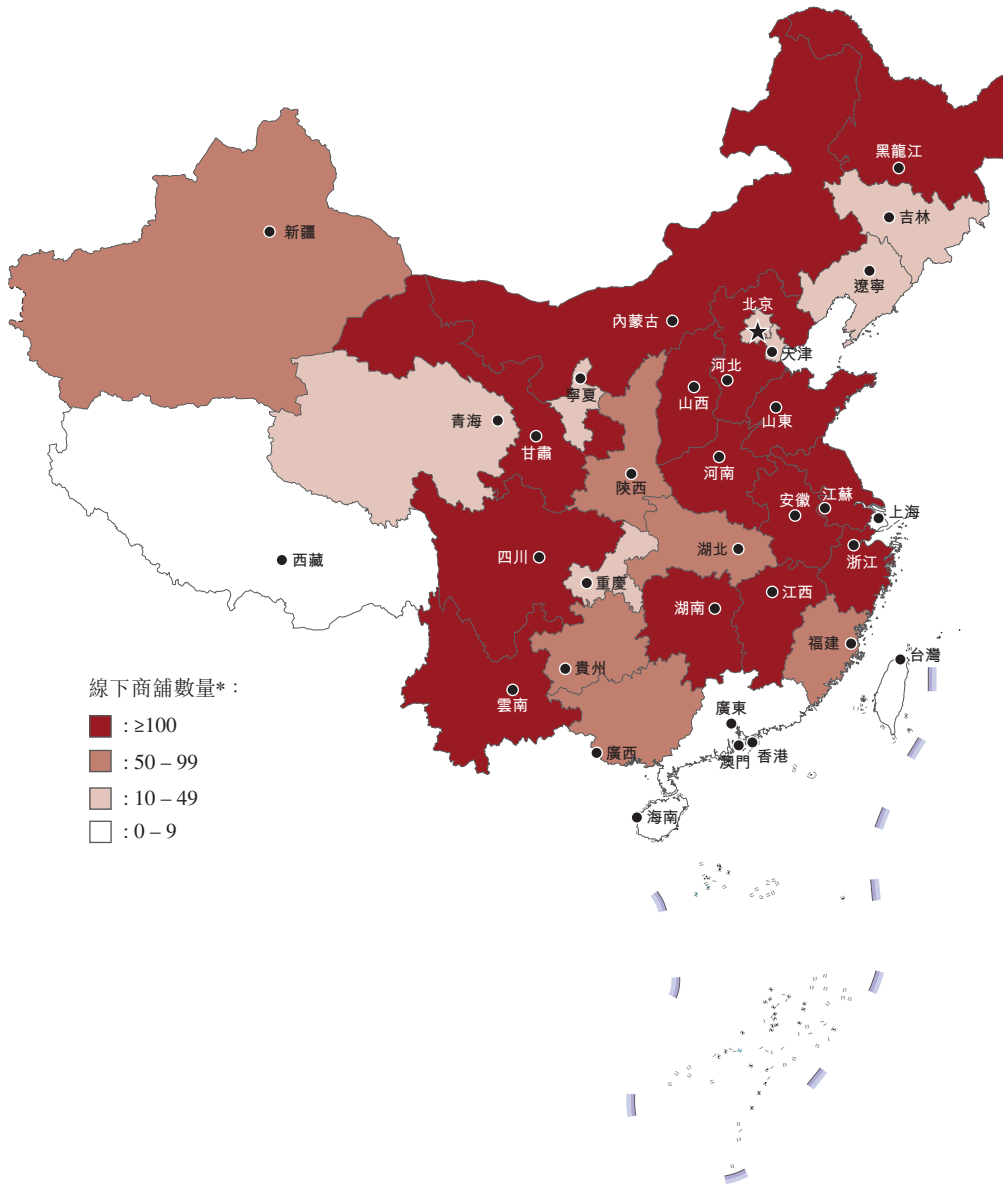 黑龍江
吉林
新疆
遼寧
北京
內蒙古
天津
河北
寧夏
山西
山東
青海
甘肅
河南
陝西
安徽
江蘇
上海
湖北
浙江
四川
西藏
重慶
江西
湖南
福建
台灣
貴州
線下商舖數量*：
雲南
: ≥100
廣東
廣西
香港
澳門
: 50 – 99
: 10 – 49
海南
: 0 – 9